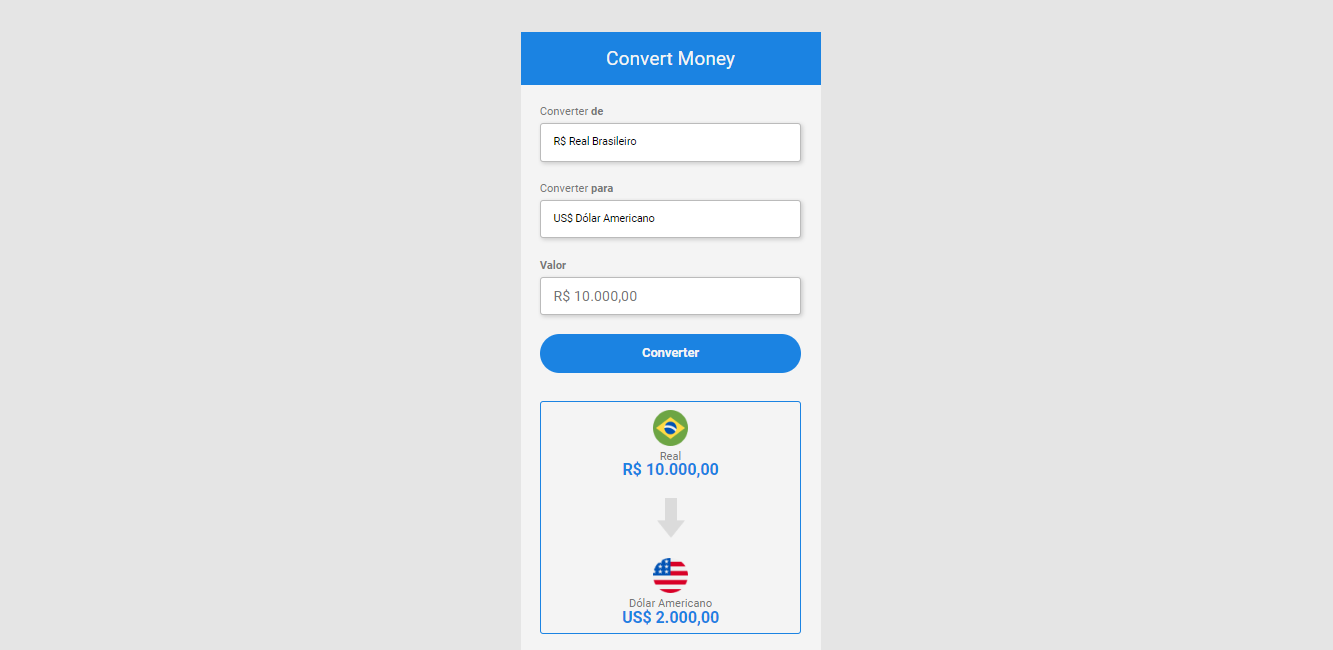 Convert Money
Converter de
R$ Real Brasileiro
Converter para
US$ Dólar Americano
Valor
R$ 10.000,00
Converter
Real
R$ 10.000,00
Dólar Americano
US$ 2.000,00